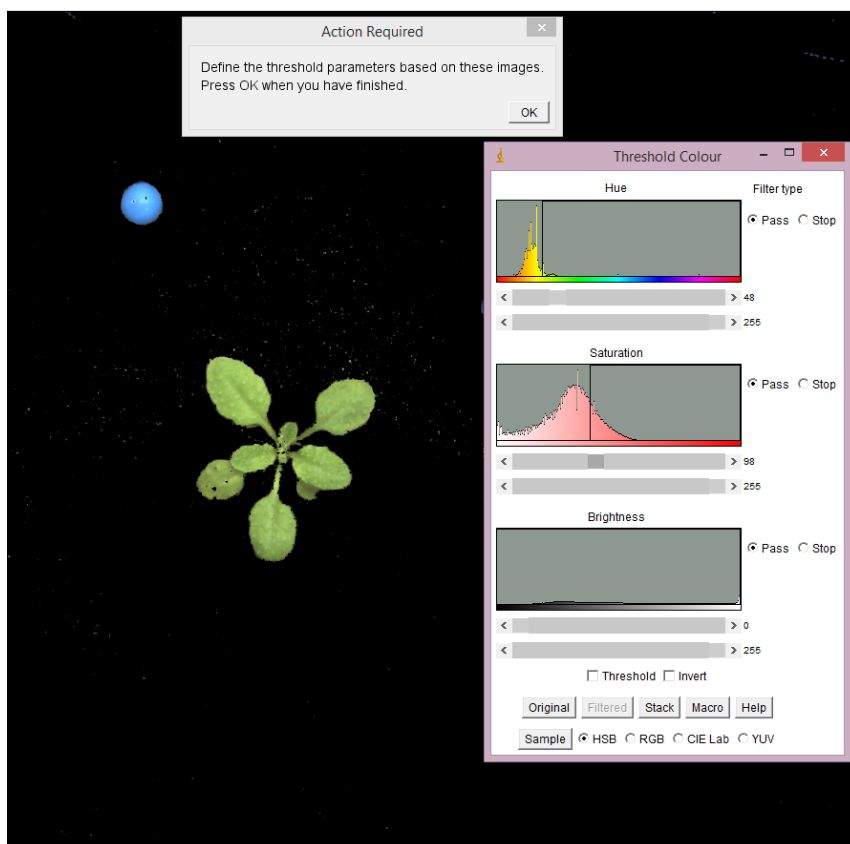 Action Required
Define the threshold parameters based on these images.
Press OK when you have finished.
OK
Threshold Colour
Hue
Filter type
Pass Stop
48
255
Saturation
Pass Stop
98
255
Brightness
Pass Stop
0
255
Threshold Invert
Original Filtered Stack Macro Help
Sample HSB RGB CIE Lab YUV